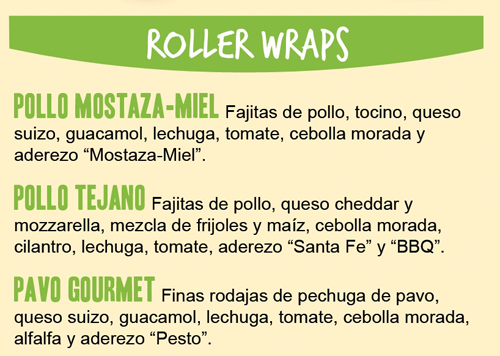 ROLLER WRAPS
POLLO MOSTAZA-MIEL Fajitas de pollo, tocino, queso
suizo, guacamol, lechuga, tomate, cebolla morada y
aderezo “Mostaza-Miel”.
POLLO TEJANO Fajitas de pollo, queso cheddar y
mozzarella, mezcla de frijoles y maíz, cebolla morada,
cilantro, lechuga, tomate, aderezo “Santa Fe” y “BBQ”.
PAVO GOURMET Finas rodajas de pechuga de pavo,
queso suizo, guacamol, lechuga, tomate, cebolla morada,
alfalfa y aderezo “Pesto”.